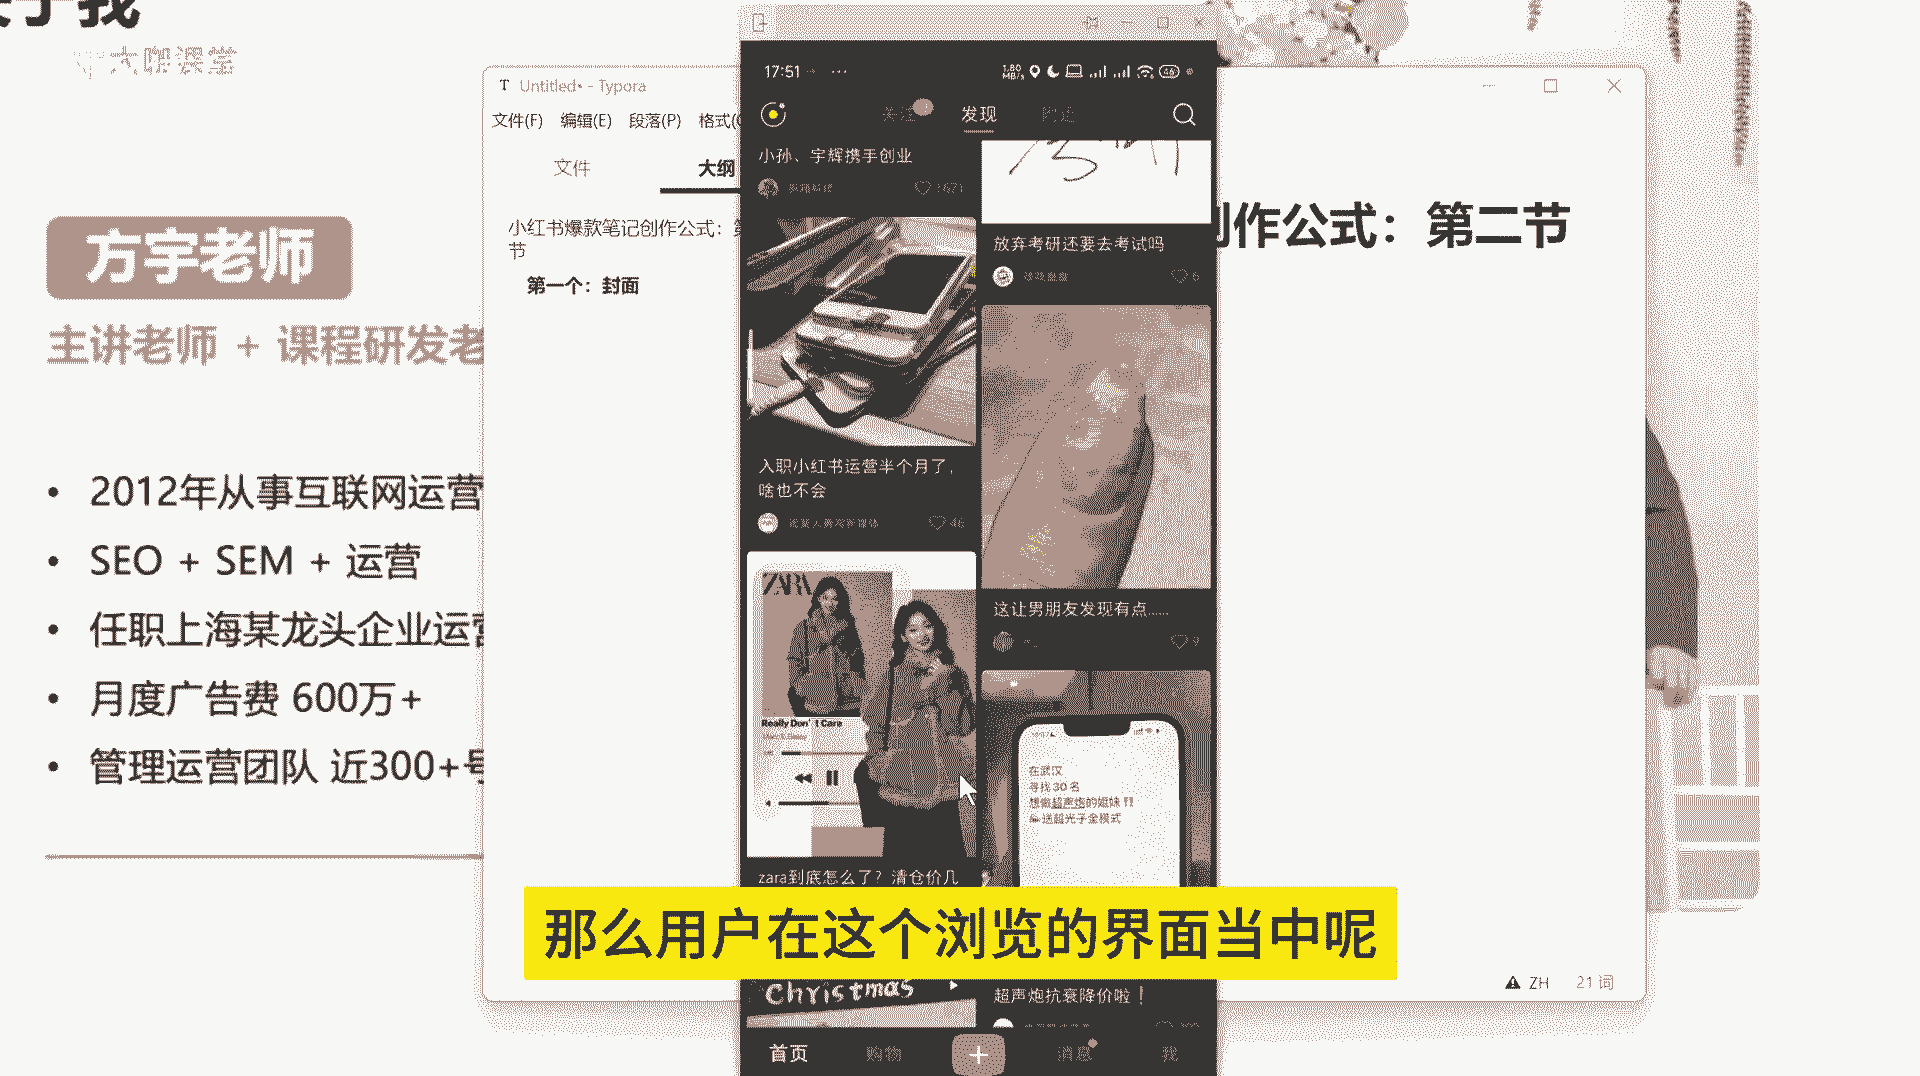 大咖课堂
方宇老师
主讲老师 + 课程研发老
• 2012年从事互联网运营
• SEO + SEM + 运营
• 任职上海某龙头企业运营
• 月度广告费 600万+
• 管理运营团队 近300+号
Untitled• - Typora
文件(F) 编辑(E) 段落(P) 格式(
文件
大纲
小红书爆款笔记创作公式：第
节
第一个：封面
创作公式：第二节
ZH 21 词
17:51
1.80
MB/s
46
关注 发现 附近
小孙、宇辉携手创业
1671
入职小红书运营半个月了，
啥也不会
46
ZARA
Really Don't Care
zara到底怎么了？清仓价几
Christmas
放弃考研还要去考试吗
6
这让男朋友发现有点......
9
在武汉
寻找 30 名
想做超声炮的姐妹 !!
送超光子全模式
超声炮抗衰降价啦！
首页 购物 + 消息 我
那么用户在这个浏览的界面当中呢